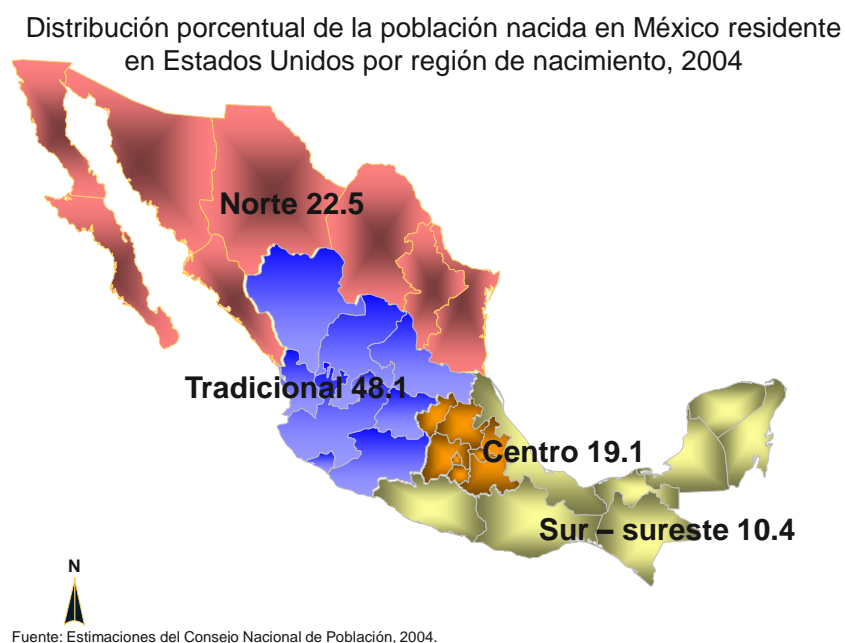 Distribución porcentual de la población nacida en México residente
en Estados Unidos por región de nacimiento, 2004
Norte 22.5
Tradicional 48.1
Centro 19.1
Sur – sureste 10.4
N
Fuente: Estimaciones del Consejo Nacional de Población, 2004.